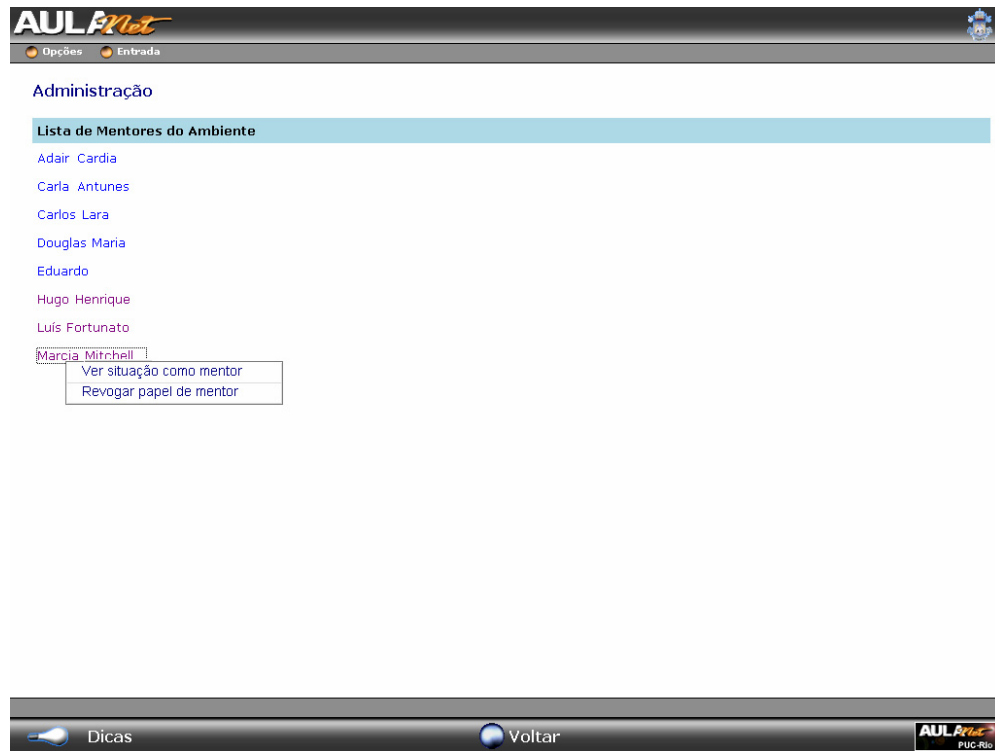 AULANet
Opções Entrada
Administração
Lista de Mentores do Ambiente
Adair Cardia
Carla Antunes
Carlos Lara
Douglas Maria
Eduardo
Hugo Henrique
Luís Fortunato
Marcia Mitchell
Ver situação como mentor
Revogar papel de mentor
Dicas
Voltar
AULANet
PUC-Rio